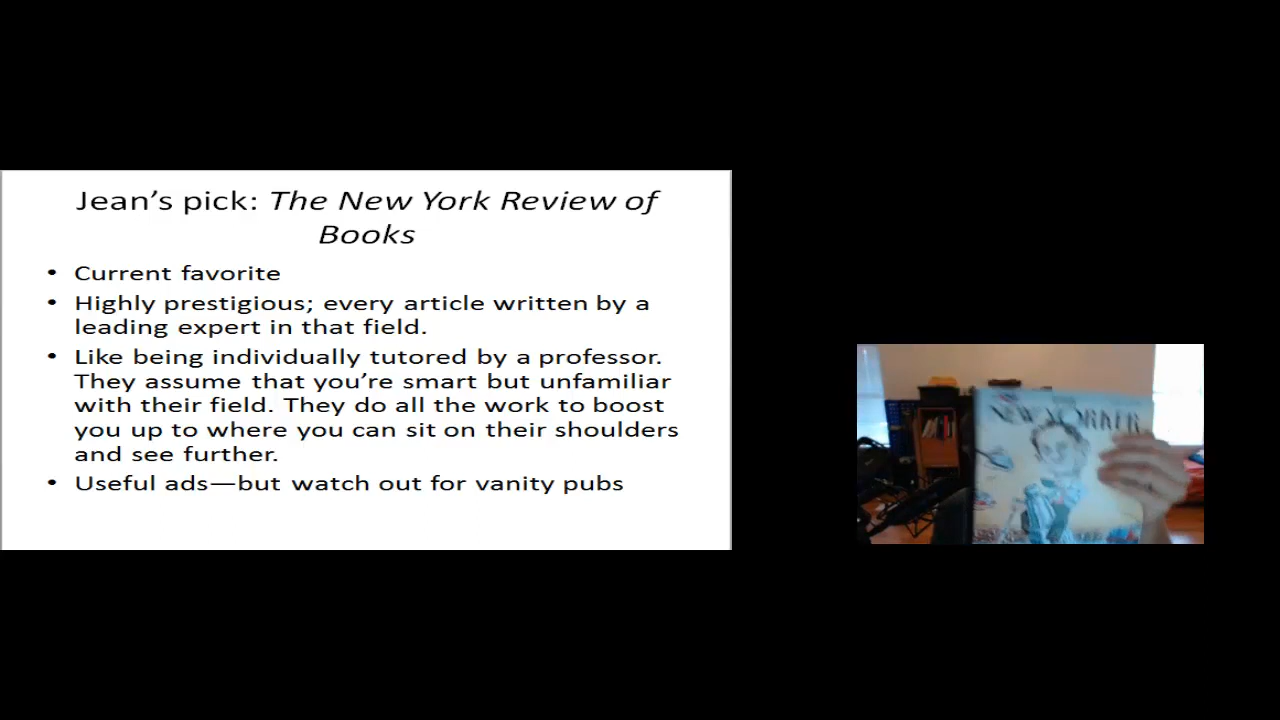 Jean’s pick: The New York Review of
Books
• Current favorite
• Highly prestigious; every article written by a
leading expert in that field.
• Like being individually tutored by a professor.
They assume that you’re smart but unfamiliar
with their field. They do all the work to boost
you up to where you can sit on their shoulders
and see further.
• Useful ads—but watch out for vanity pubs
NEW YORKER